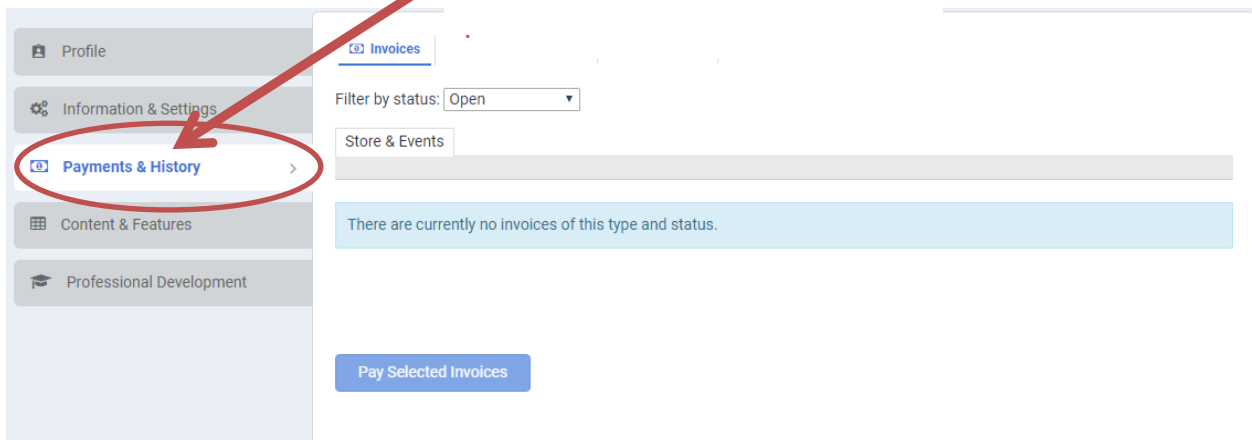 Profile
Information & Settings
Payments & History
Content & Features
Professional Development
Invoices
Filter by status: Open
Store & Events
There are currently no invoices of this type and status.
Pay Selected Invoices